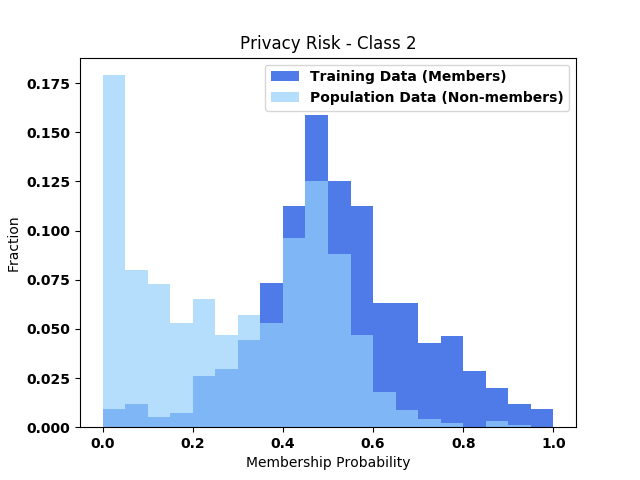 Privacy Risk - Class 2
Training Data (Members)
Population Data (Non-members)
Fraction
0.175
0.150
0.125
0.100
0.075
0.050
0.025
0.000
0.0 0.2 0.4 0.6 0.8 1.0
Membership Probability